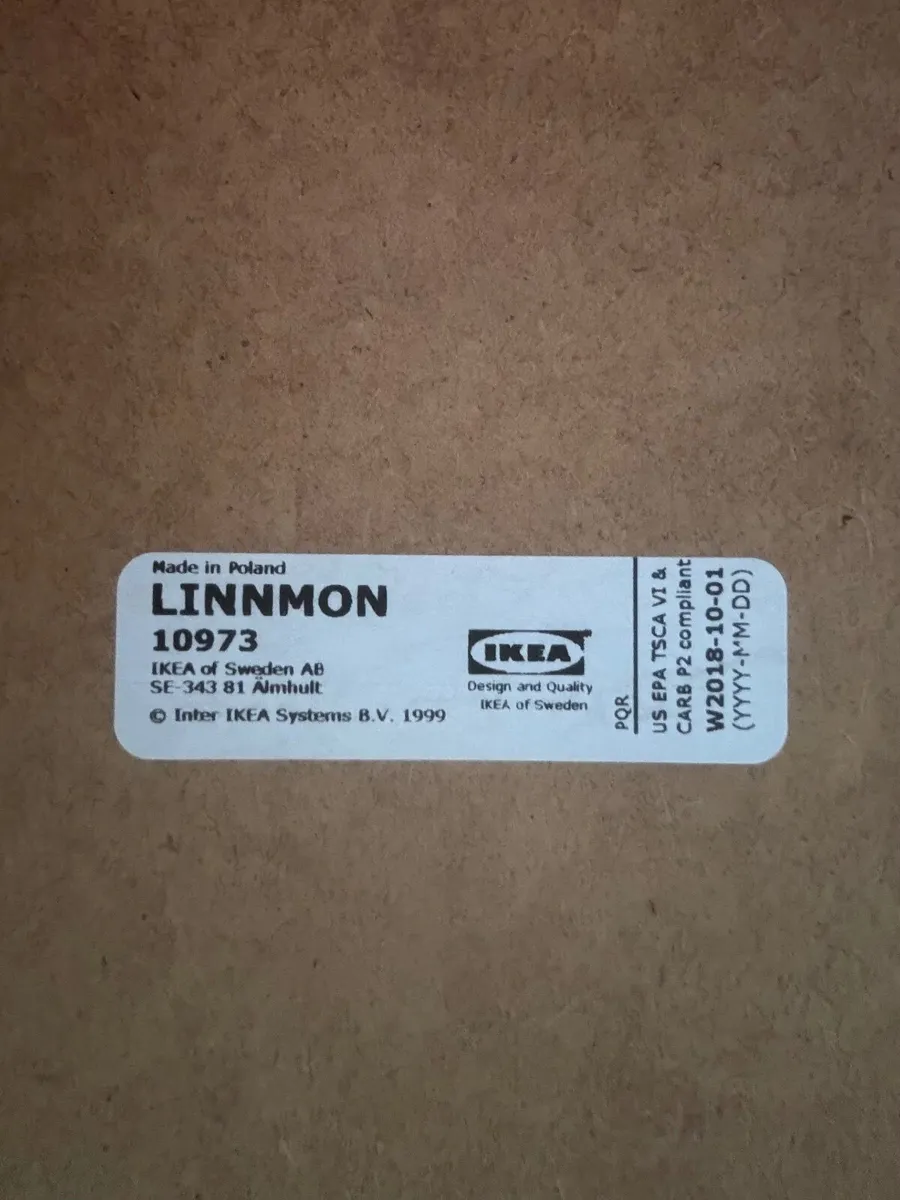 Made in Poland
LINNMON
10973
IKEA of Sweden AB
SE-343 81 Älmhult
© Inter IKEA Systems B.V. 1999
IKEA
Design and Quality
IKEA of Sweden
PQR
US EPA TSCA VI &
CARB P2 compliant
W2018-10-01
(YYYY-MM-DD)